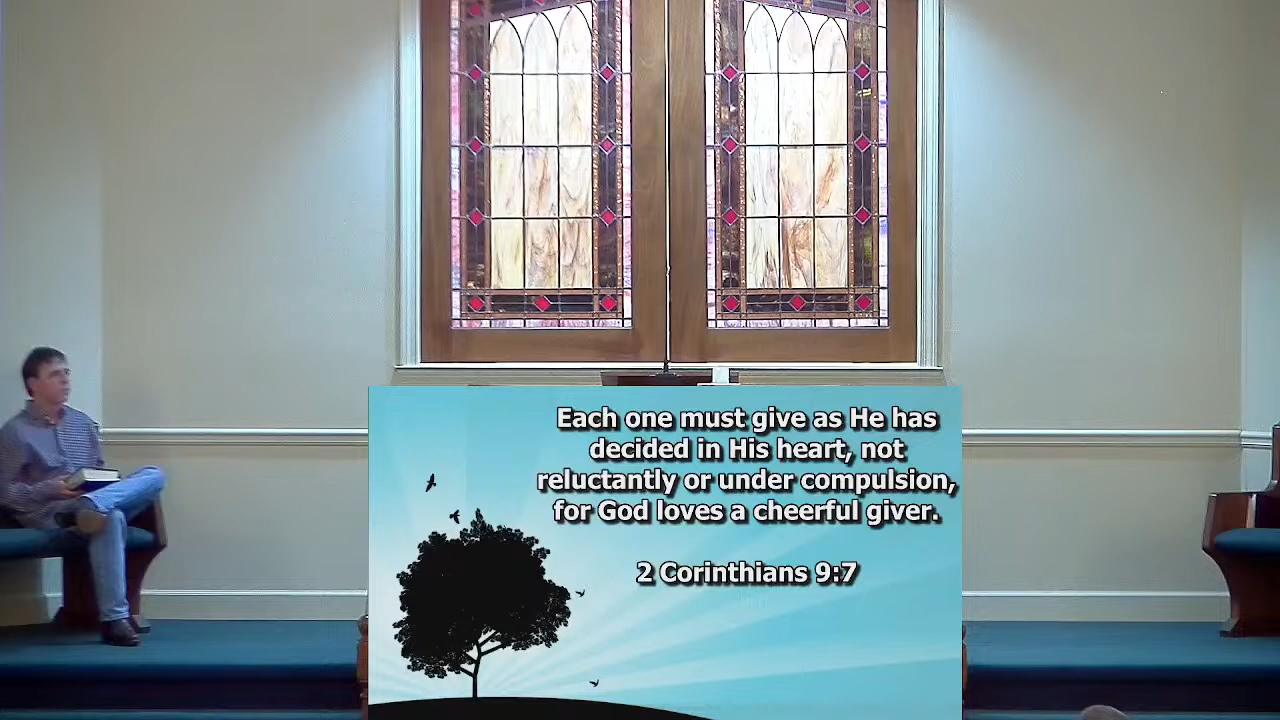 Each one must give as He has
decided in His heart, not
reluctantly or under compulsion,
for God loves a cheerful giver.
2 Corinthians 9:7